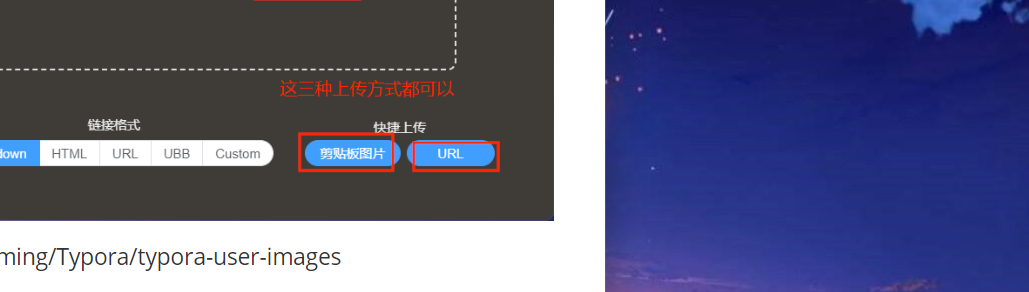 这三种上传方式都可以
链接格式
快捷上传
down HTML URL UBB Custom
剪贴板图片 URL
ming/Typora/typora-user-images